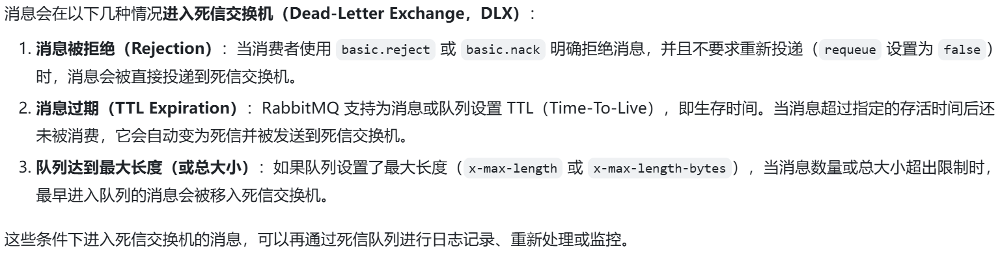 消息会在以下几种情况进入死信交换机（Dead-Letter Exchange，DLX）：
1. 消息被拒绝（Rejection）：当消费者使用 basic.reject 或 basic.nack 明确拒绝消息，并且不要求重新投递（requeue 设置为 false）
时，消息会被直接投递到死信交换机。
2. 消息过期（TTL Expiration）：RabbitMQ 支持为消息或队列设置 TTL（Time-To-Live），即生存时间。当消息超过指定的存活时间后还
未被消费，它会自动变为死信并被发送到死信交换机。
3. 队列达到最大长度（或总大小）：如果队列设置了最大长度（x-max-length 或 x-max-length-bytes），当消息数量或总大小超出限制时，
最早进入队列的消息会被移入死信交换机。
这些条件下进入死信交换机的消息，可以再通过死信队列进行日志记录、重新处理或监控。